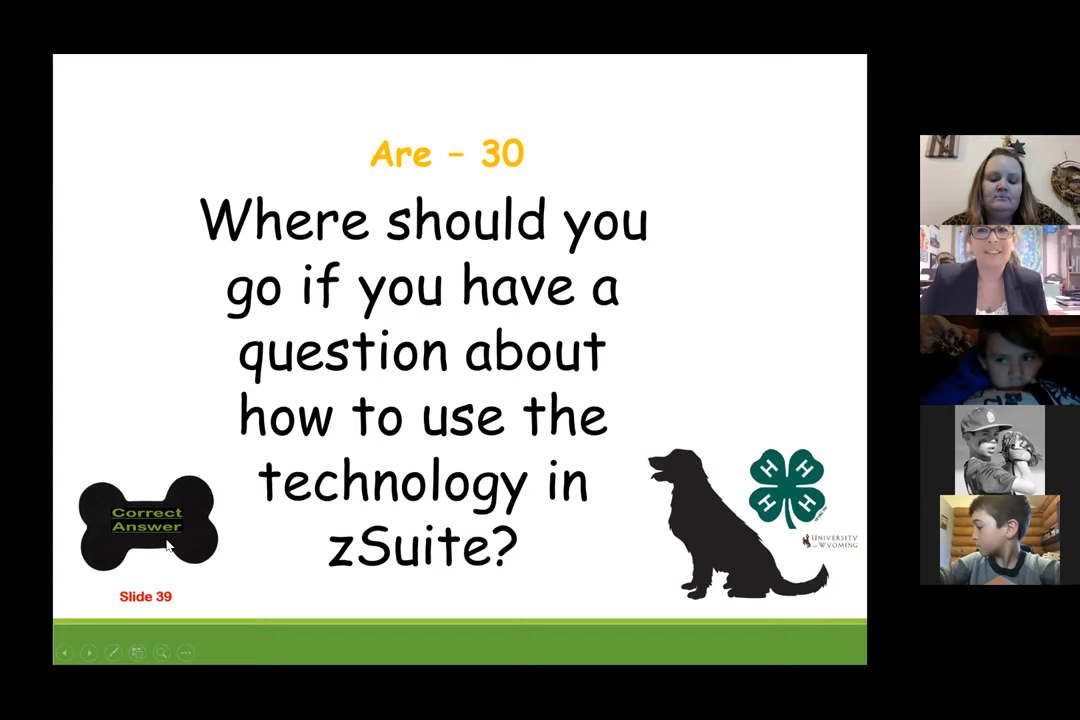 Are – 30
Where should you
go if you have a
question about
how to use the
technology in
zSuite?
Correct
Answer
Slide 39
H H
H H
UNIVERSITY
OF WYOMING